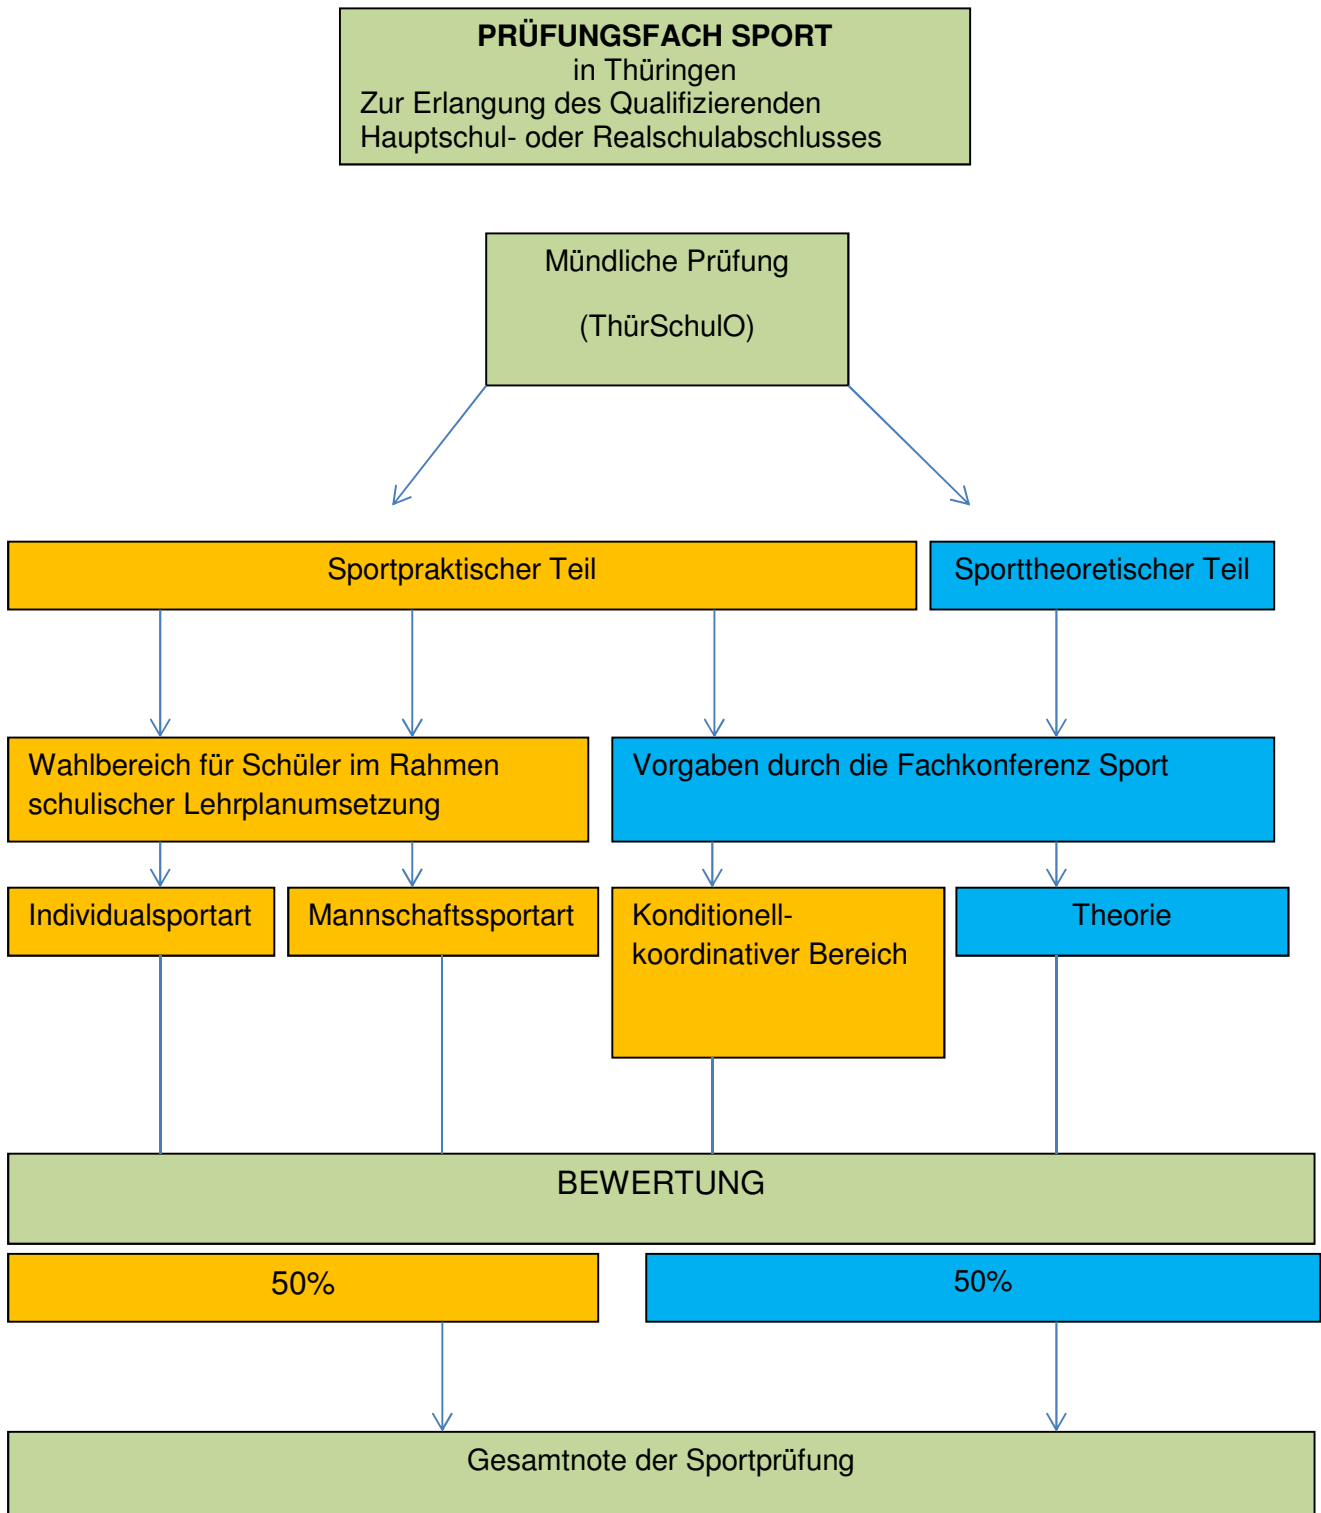 PRÜFUNGSFACH SPORT
in Thüringen
Zur Erlangung des Qualifizierenden
Hauptschul- oder Realschulabschlusses
Mündliche Prüfung
(ThürSchulO)
Sportpraktischer Teil
Sporttheoretischer Teil
Wahlbereich für Schüler im Rahmen
schulischer Lehrplanumsetzung
Vorgaben durch die Fachkonferenz Sport
Individualsportart
Mannschaftssportart
Konditionell-
koordinativer Bereich
Theorie
BEWERTUNG
50%
50%
Gesamtnote der Sportprüfung